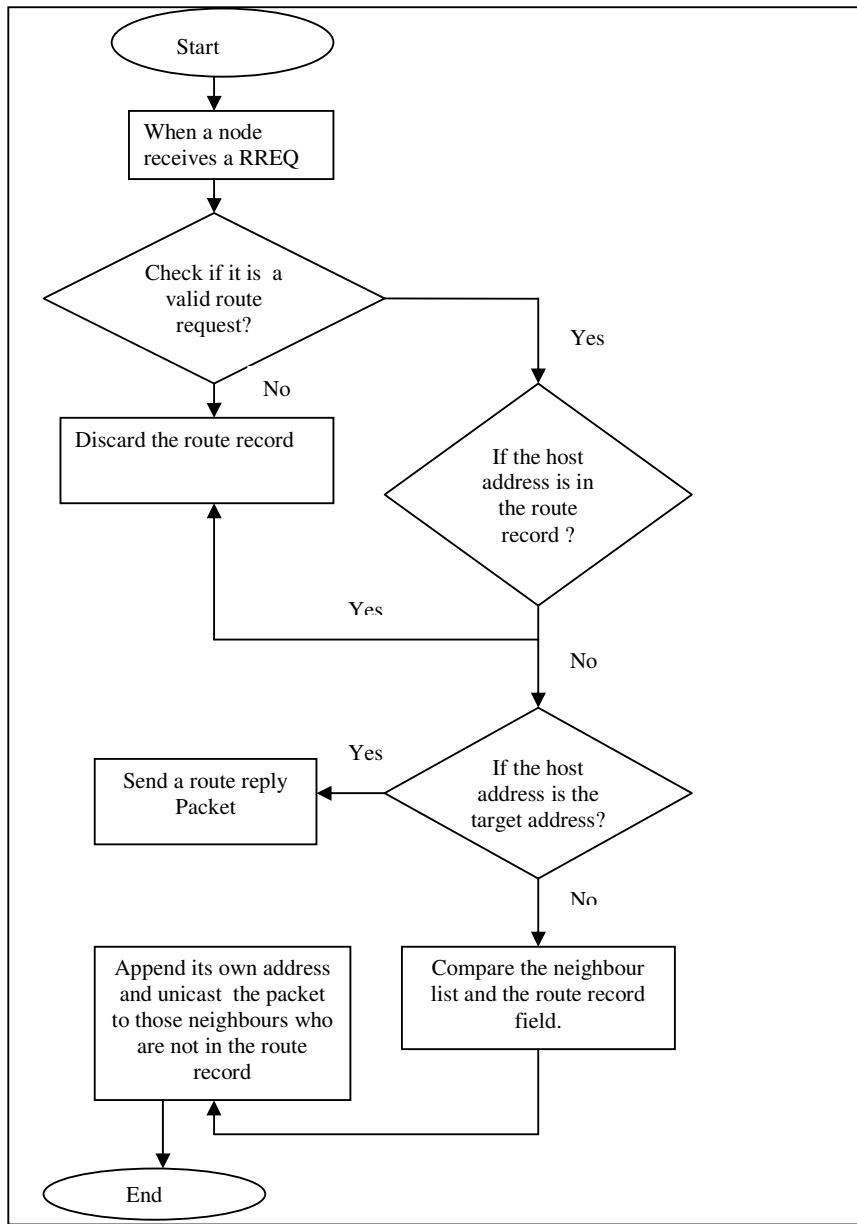 Start
When a node
receives a RREQ
Check if it is a
valid route
request?
Yes
No
Discard the route record
If the host
address is in
the route
record ?
Yes
No
Yes
If the host
address is the
target address?
Send a route reply
Packet
No
Append its own address
and unicast the packet
to those neighbours who
are not in the route
record
Compare the neighbour
list and the route record
field.
End